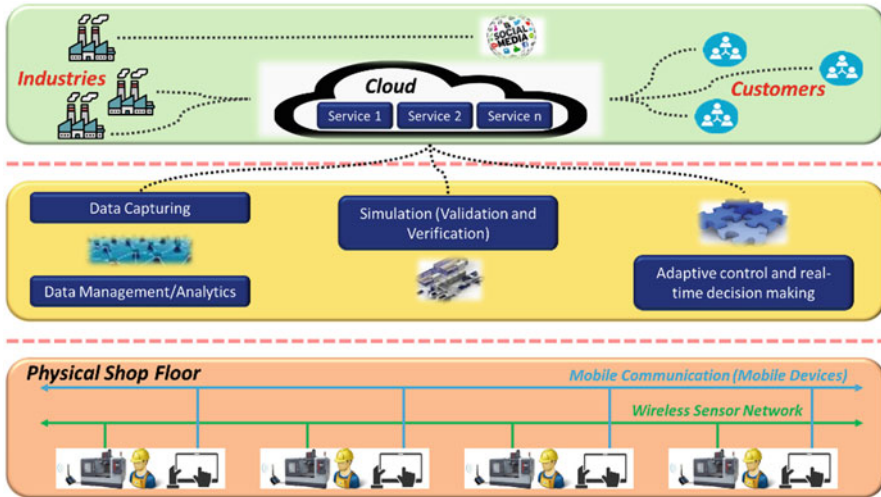 SOCIAL
MEDIA
Industries
Cloud
Customers
Service 1
Service 2
Service n
Data Capturing
Simulation (Validation and
Verification)
Data Management/Analytics
Adaptive control and real-
time decision making
Physical Shop Floor
Mobile Communication (Mobile Devices)
Wireless Sensor Network